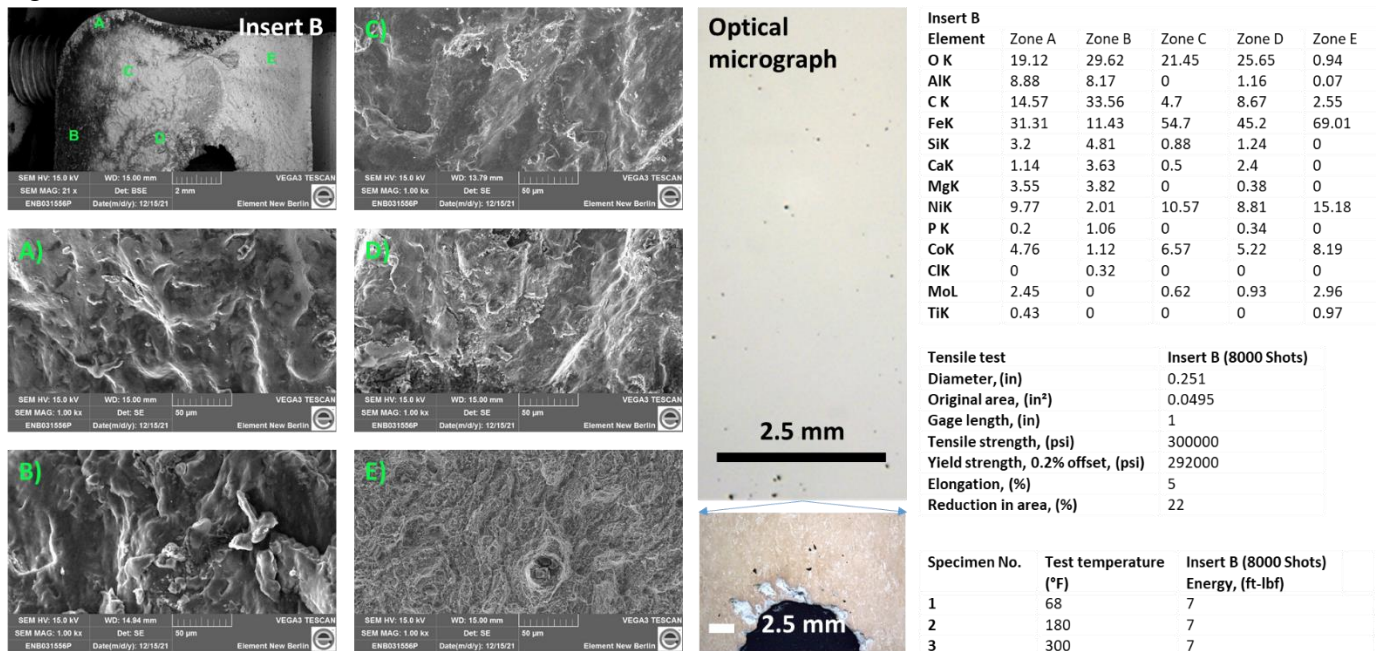 Insert B
A
C
E
B
D
SEM HV: 15.0 kV WD: 15.00 mm VEGA3 TESCAN
SEM MAG: 21 x Det: BSE 2 mm
ENB031556P Date(m/d/y): 12/15/21 Element New Berlin
C)
SEM HV: 15.0 kV WD: 13.79 mm VEGA3 TESCAN
SEM MAG: 1.00 kx Det: SE 50 µm
ENB031556P Date(m/d/y): 12/15/21 Element New Berlin
A)
SEM HV: 15.0 kV WD: 15.00 mm VEGA3 TESCAN
SEM MAG: 1.00 kx Det: SE 50 µm
ENB031556P Date(m/d/y): 12/15/21 Element New Berlin
D)
SEM HV: 15.0 kV WD: 15.00 mm VEGA3 TESCAN
SEM MAG: 1.00 kx Det: SE 50 µm
ENB031556P Date(m/d/y): 12/15/21 Element New Berlin
B)
SEM HV: 15.0 kV WD: 14.94 mm VEGA3 TESCAN
SEM MAG: 1.00 kx Det: SE 50 µm
ENB031556P Date(m/d/y): 12/15/21 Element New Berlin
E)
SEM HV: 15.0 kV WD: 15.00 mm VEGA3 TESCAN
SEM MAG: 1.00 kx Det: SE 50 µm
ENB031556P Date(m/d/y): 12/15/21 Element New Berlin
Optical
micrograph
2.5 mm
2.5 mm
Insert B
Element Zone A Zone B Zone C Zone D Zone E
O K 19.12 29.62 21.45 25.65 0.94
AlK 8.88 8.17 0 1.16 0.07
C K 14.57 33.56 4.7 8.67 2.55
FeK 31.31 11.43 54.7 45.2 69.01
SiK 3.2 4.81 0.88 1.24 0
CaK 1.14 3.63 0.5 2.4 0
MgK 3.55 3.82 0 0.38 0
NiK 9.77 2.01 10.57 8.81 15.18
P K 0.2 1.06 0 0.34 0
CoK 4.76 1.12 6.57 5.22 8.19
ClK 0 0.32 0 0 0
MoL 2.45 0 0.62 0.93 2.96
TiK 0.43 0 0 0 0.97
Tensile test Insert B (8000 Shots)
Diameter, (in) 0.251
Original area, (in²) 0.0495
Gage length, (in) 1
Tensile strength, (psi) 300000
Yield strength, 0.2% offset, (psi) 292000
Elongation, (%) 5
Reduction in area, (%) 22
Specimen No. Test temperature Insert B (8000 Shots)
(°F) Energy, (ft-lbf)
1 68 7
2 180 7
3 300 7